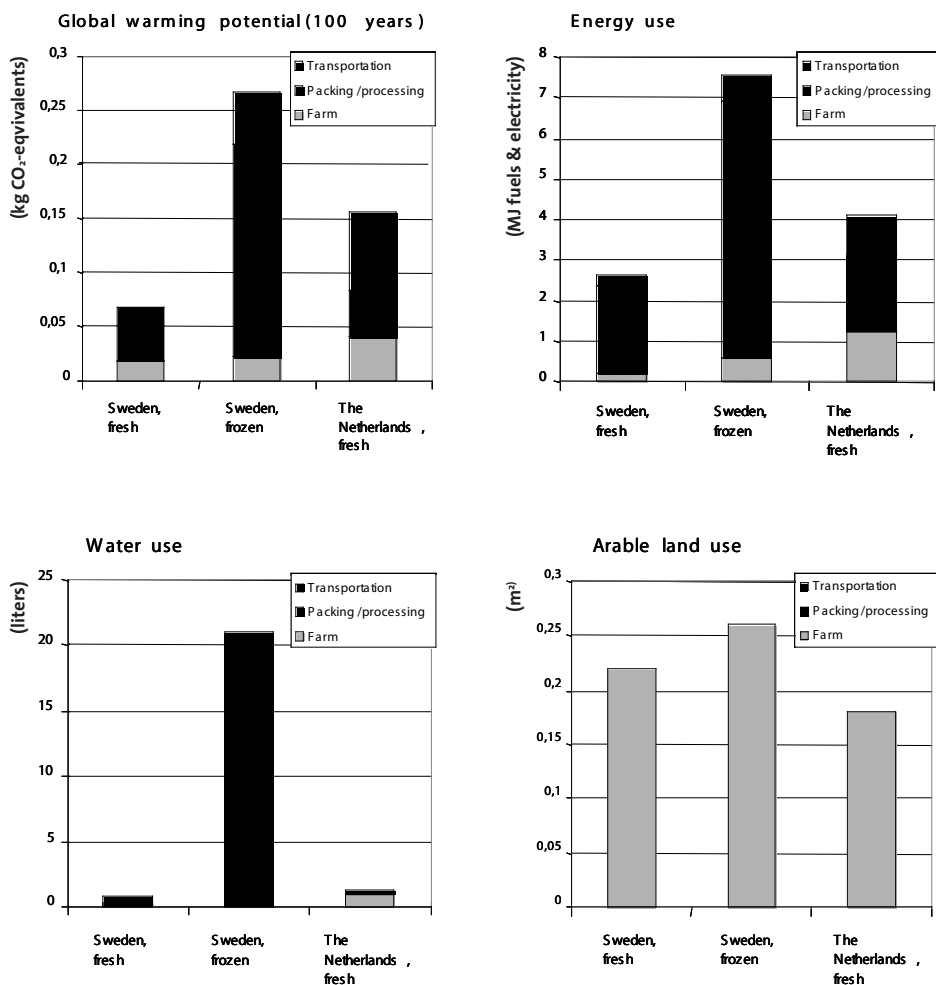 Global warming potential (100 years)
(kg CO₂-eqvivalents)
0,3
0,25
0,2
0,15
0,1
0,05
0
Transportation
Packing/processing
Farm
Sweden,
fresh
Sweden,
frozen
The
Netherlands ,
fresh
Energy use
(MJ fuels & electricity)
8
7
6
5
4
3
2
1
0
Transportation
Packing/processing
Farm
Sweden,
fresh
Sweden,
frozen
The
Netherlands ,
fresh
Water use
(liters)
25
20
15
10
5
0
Transportation
Packing/processing
Farm
Sweden,
fresh
Sweden,
frozen
The
Netherlands ,
fresh
Arable land use
(m²)
0,3
0,25
0,2
0,15
0,1
0,05
0
Transportation
Packing/processing
Farm
Sweden,
fresh
Sweden,
frozen
The
Netherlands ,
fresh